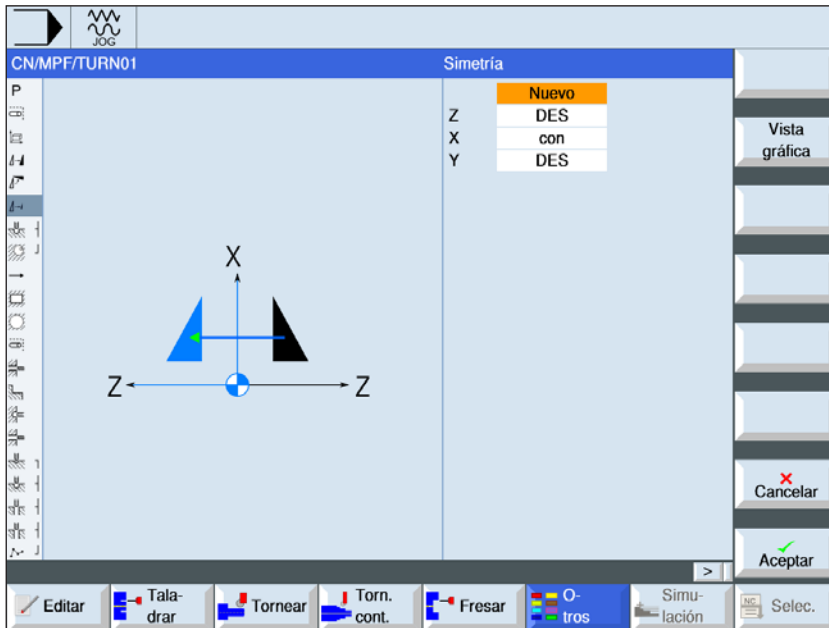 JOG
CN/MPF/TURN01
Simetría
P
Nuevo
Z DES
X con
Y DES
Vista
gráfica
X
Z
Z
Cancelar
Aceptar
>
Editar
Tala-
drar
Tornear
Torn.
cont.
Fresar
O-
tros
Simu-
lación
NC
Selec.